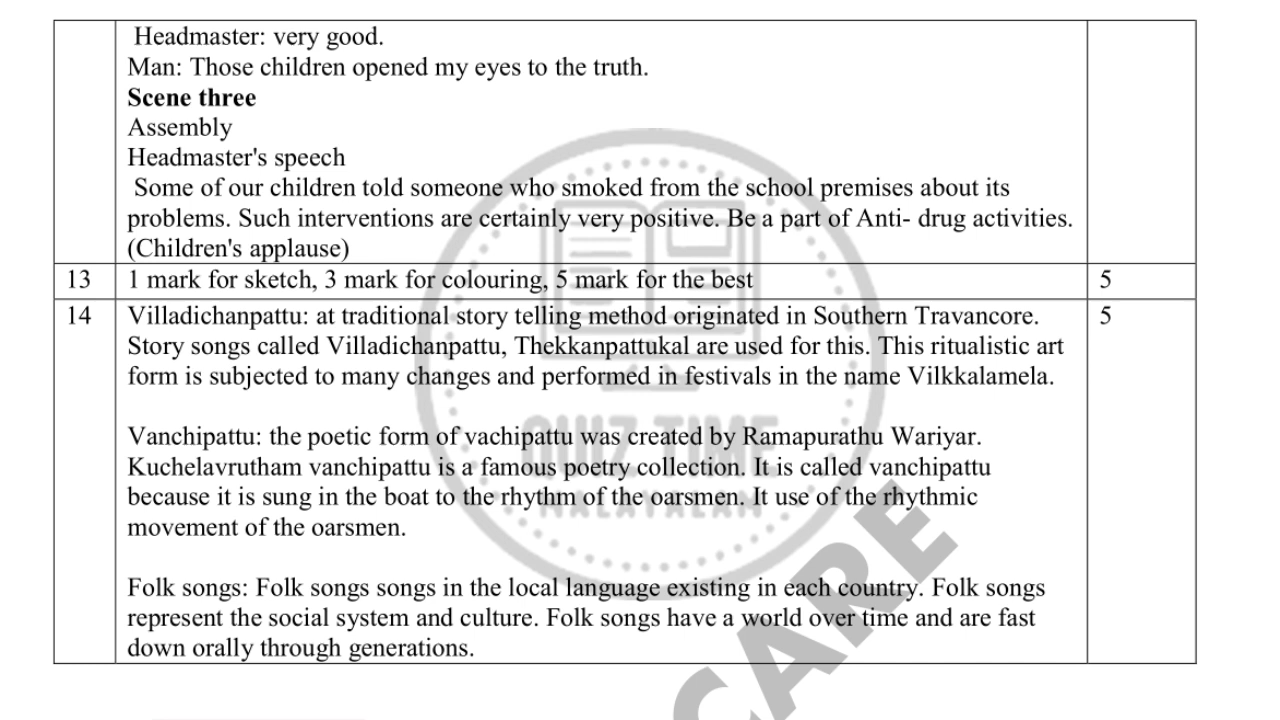 Headmaster: very good.
Man: Those children opened my eyes to the truth.
Scene three
Assembly
Headmaster's speech
Some of our children told someone who smoked from the school premises about its
problems. Such interventions are certainly very positive. Be a part of Anti- drug activities.
(Children's applause)
13 1 mark for sketch, 3 mark for colouring, 5 mark for the best 5
14 Villadichanpattu: at traditional story telling method originated in Southern Travancore. 5
Story songs called Villadichanpattu, Thekkanpattukal are used for this. This ritualistic art
form is subjected to many changes and performed in festivals in the name Vilkkalamela.
Vanchipattu: the poetic form of vachipattu was created by Ramapurathu Wariyar.
Kuchelavrutham vanchipattu is a famous poetry collection. It is called vanchipattu
because it is sung in the boat to the rhythm of the oarsmen. It use of the rhythmic
movement of the oarsmen.
Folk songs: Folk songs songs in the local language existing in each country. Folk songs
represent the social system and culture. Folk songs have a world over time and are fast
down orally through generations.
QUIZ TIME
MALAYALAM
CARE